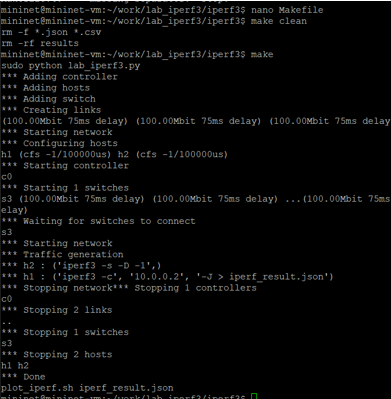 mininet@mininet-vm:~/work/lab_iperf3/iperf3$ nano Makefile
mininet@mininet-vm:~/work/lab_iperf3/iperf3$ make clean
rm -f *.json *.csv
rm -rf results
mininet@mininet-vm:~/work/lab_iperf3/iperf3$ make
sudo python lab_iperf3.py
*** Adding controller
*** Adding hosts
*** Adding switch
*** Creating links
(100.00Mbit 75ms delay) (100.00Mbit 75ms delay) (100.00Mbit 75ms delay
*** Starting network
*** Configuring hosts
h1 (cfs -1/100000us) h2 (cfs -1/100000us)
*** Starting controller
c0
*** Starting 1 switches
s3 (100.00Mbit 75ms delay) (100.00Mbit 75ms delay) ...(100.00Mbit 75ms
elay)
*** Waiting for switches to connect
s3
*** Starting network
*** Traffic generation
*** h2 : ('iperf3 -s -D -1',)
*** h1 : ('iperf3 -c', '10.0.0.2', '-J > iperf_result.json')
*** Stopping network*** Stopping 1 controllers
c0
*** Stopping 2 links
..
*** Stopping 1 switches
s3
*** Stopping 2 hosts
h1 h2
*** Done
plot_iperf.sh iperf_result.json
mininet@mininet-vm:~/work/lab_iperf3/iperf3$